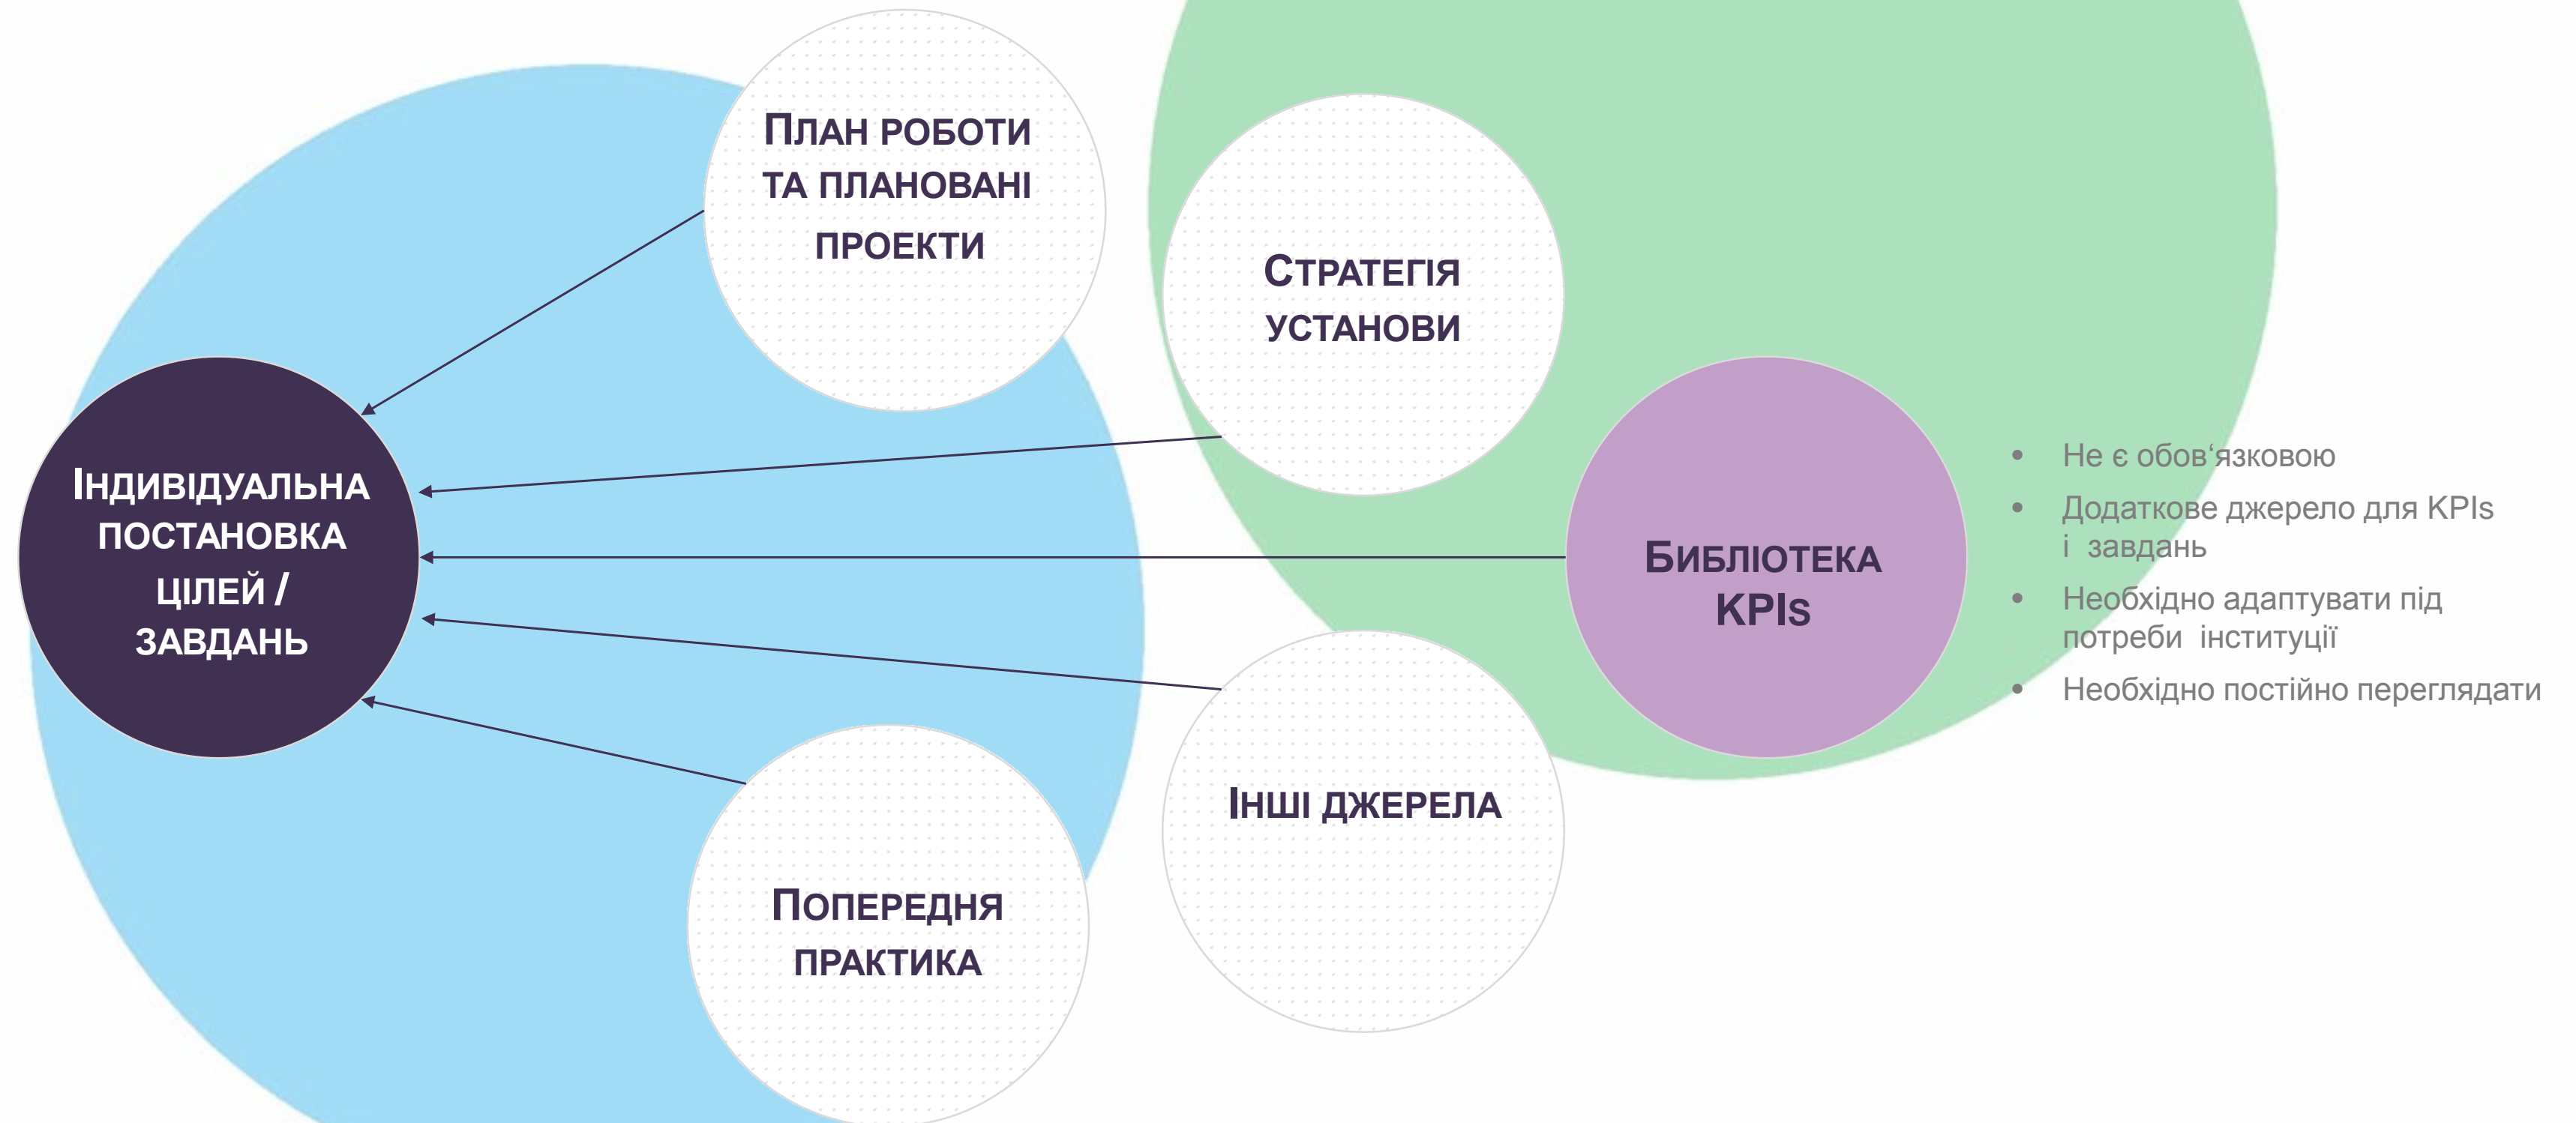 ПЛАН РОБОТИ
ТА ПЛАНОВАНІ
ПРОЕКТИ
СТРАТЕГІЯ
УСТАНОВИ
ІНДИВІДУАЛЬНА
ПОСТАНОВКА
ЦІЛЕЙ /
ЗАВДАНЬ
БИБЛІОТЕКА
KPIS
• Не є обов‘язковою
• Додаткове джерело для KPIs
і завдань
• Необхідно адаптувати під
потреби інституції
• Необхідно постійно переглядати
ІНШІ ДЖЕРЕЛА
ПОПЕРЕДНЯ
ПРАКТИКА